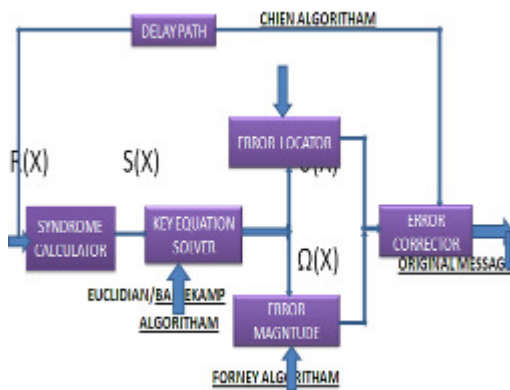 CHIEN ALGORITHAM
DELAY PATH
ERROR LOCATOR
R(X)
S(X)
SYNDROME
CALCULATOR
KEY EQUATION
SOLVER
ERROR
CORRECTOR
Ω(X)
ORIGINAL MESSAG
EUCLIDIAN/
ALGORITHAM
ERROR
MAGNTUDE
FORNEY ALGORITHAM